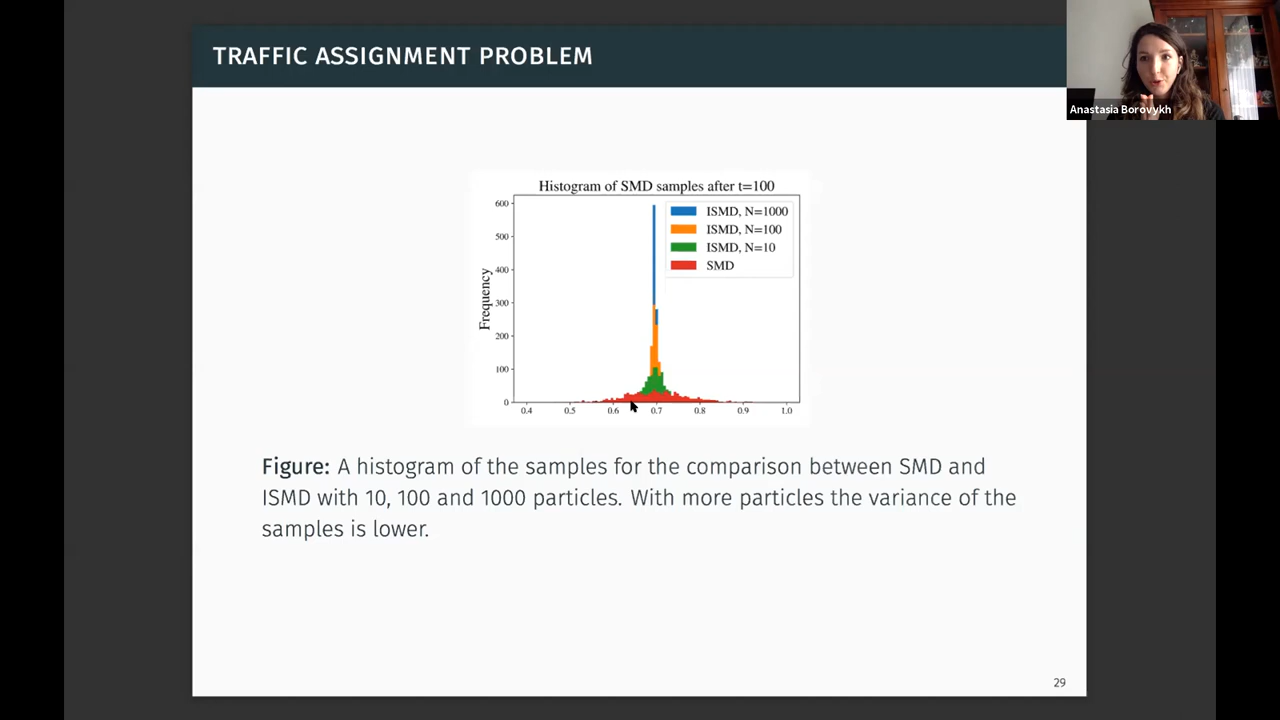 TRAFFIC ASSIGNMENT PROBLEM
Anastasia Borovykh
Histogram of SMD samples after t=100
Frequency
600
500
400
300
200
100
0
ISMD, N=1000
ISMD, N=100
ISMD, N=10
SMD
0.4 0.5 0.6 0.7 0.8 0.9 1.0
Figure: A histogram of the samples for the comparison between SMD and
ISMD with 10, 100 and 1000 particles. With more particles the variance of the
samples is lower.
29